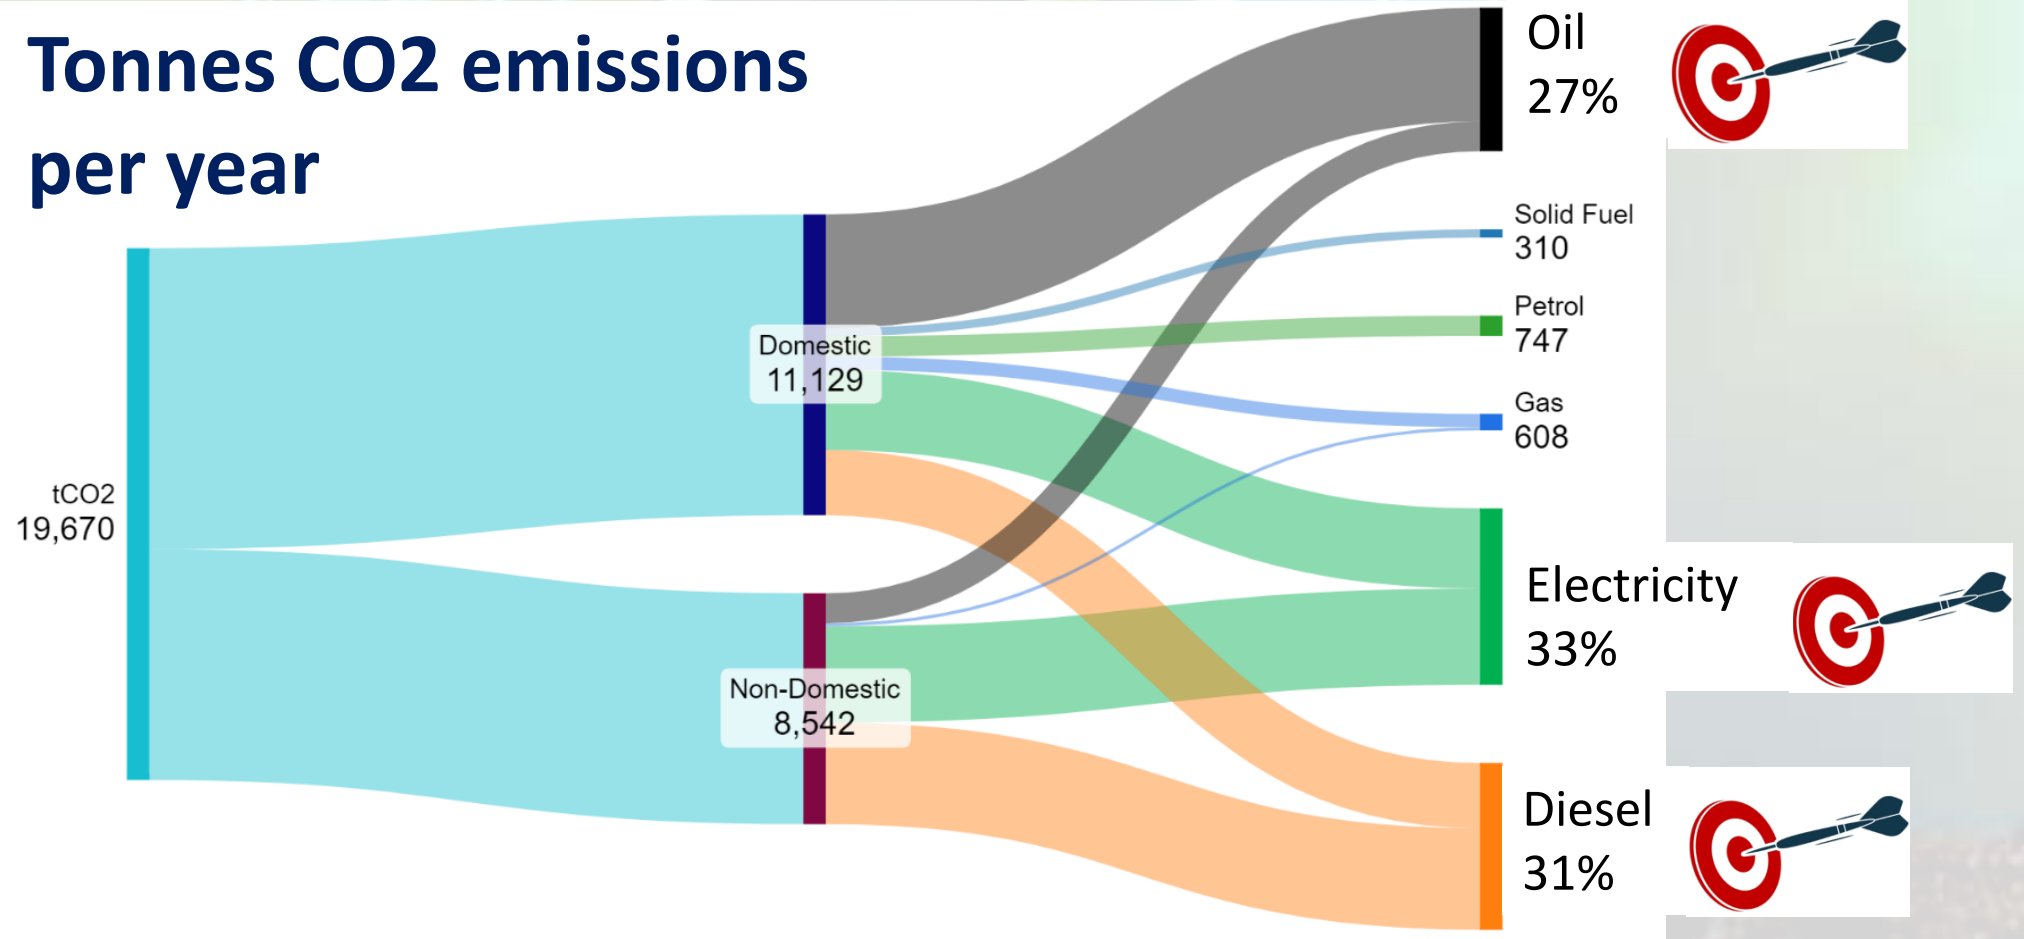 Tonnes CO2 emissions
per year
Oil
27%
Solid Fuel
310
Petrol
747
Domestic
11,129
Gas
608
tCO2
19,670
Electricity
33%
Non-Domestic
8,542
Diesel
31%